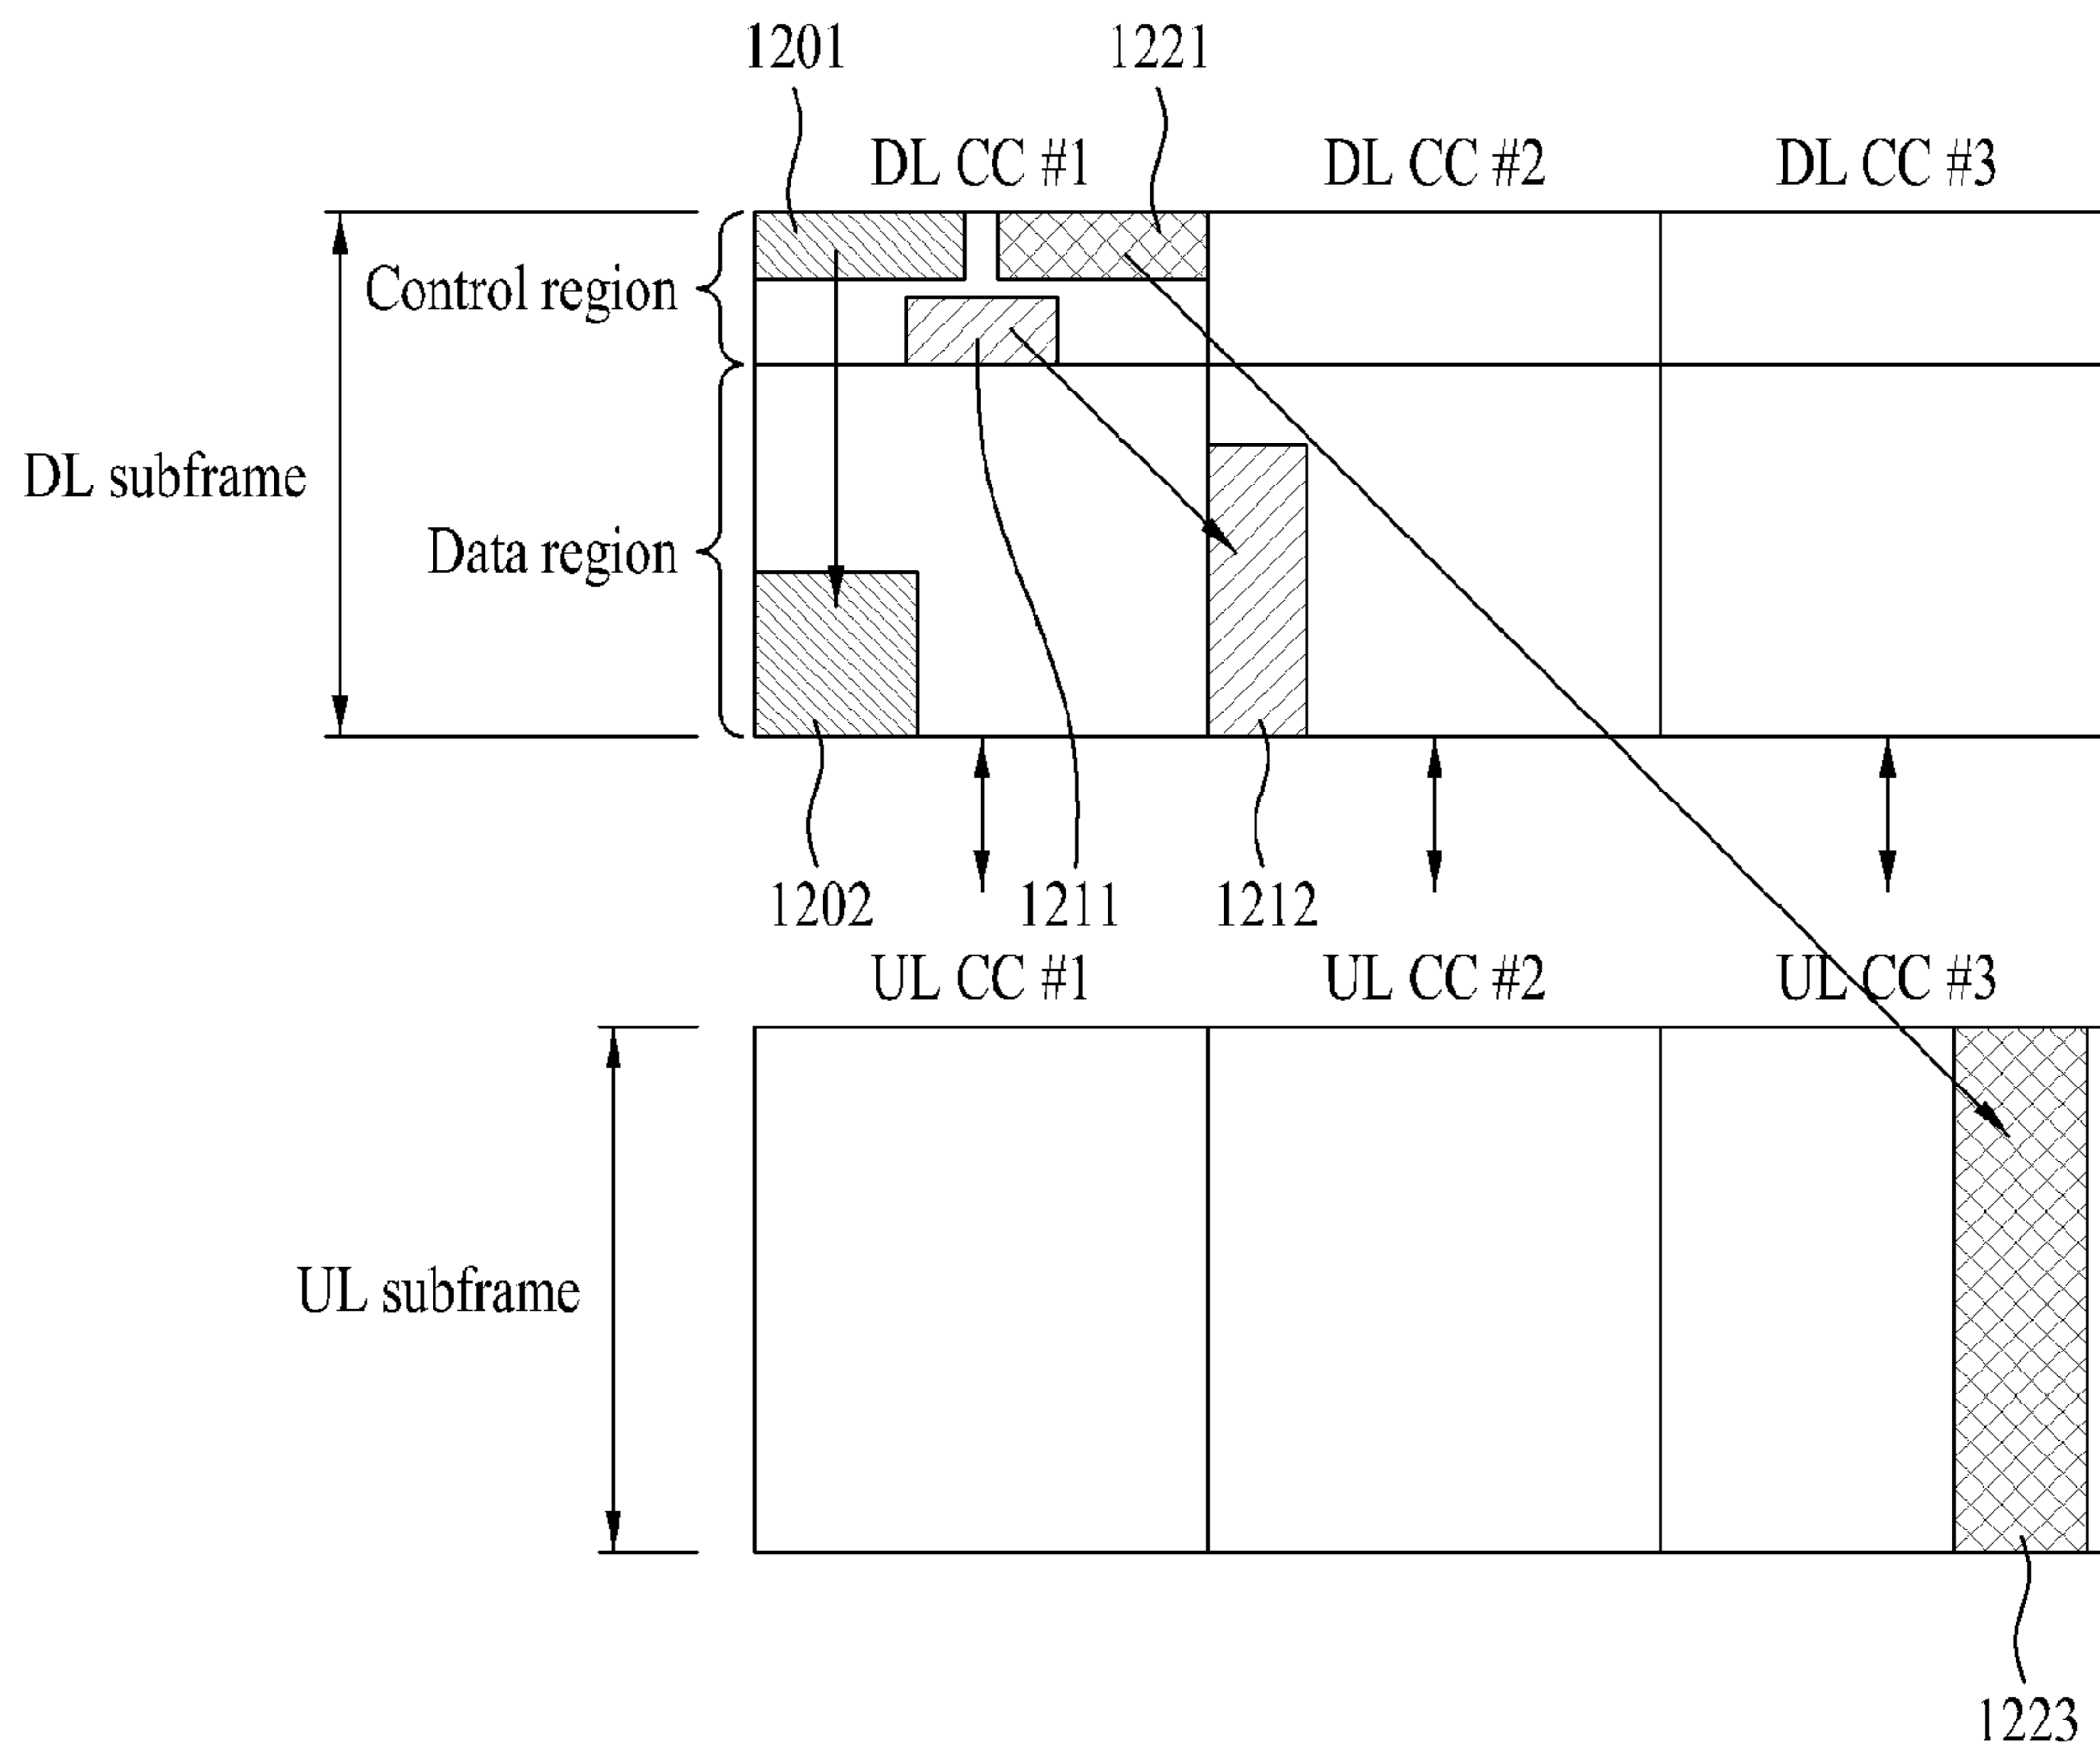 1201
1221
DL CC #1
DL CC #2
DL CC #3
Control region
DL subframe
Data region
1202
1211
1212
UL CC #1
UL CC #2
UL CC #3
UL subframe
1223